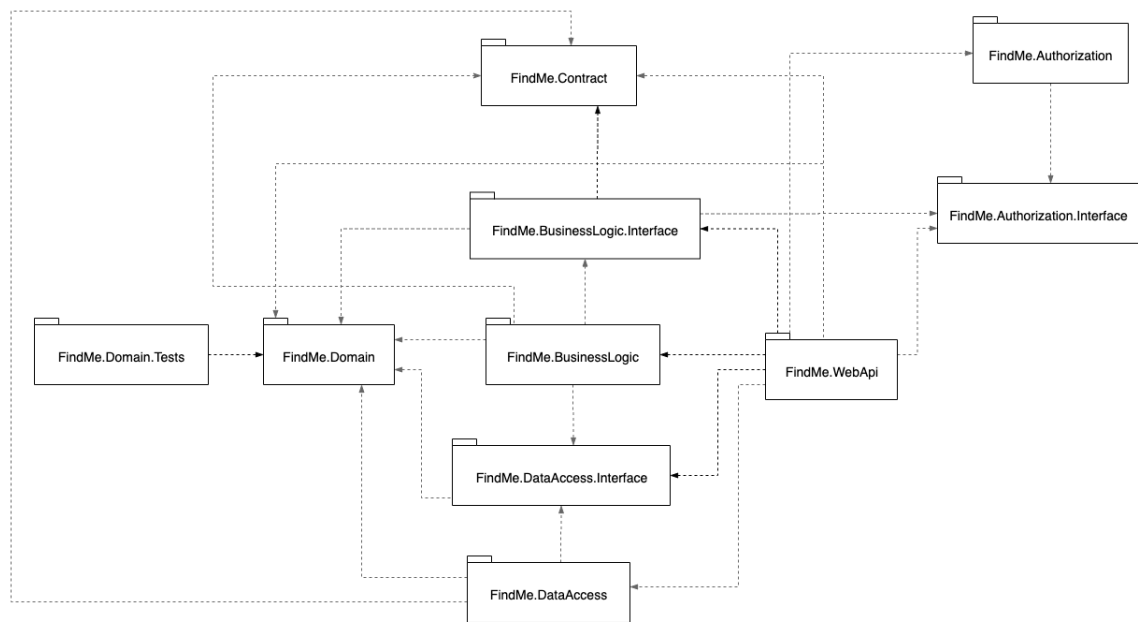 FindMe.Authorization
FindMe.Contract
FindMe.Authorization.Interface
FindMe.BusinessLogic.Interface
FindMe.Domain.Tests
FindMe.Domain
FindMe.BusinessLogic
FindMe.WebApi
FindMe.DataAccess.Interface
FindMe.DataAccess